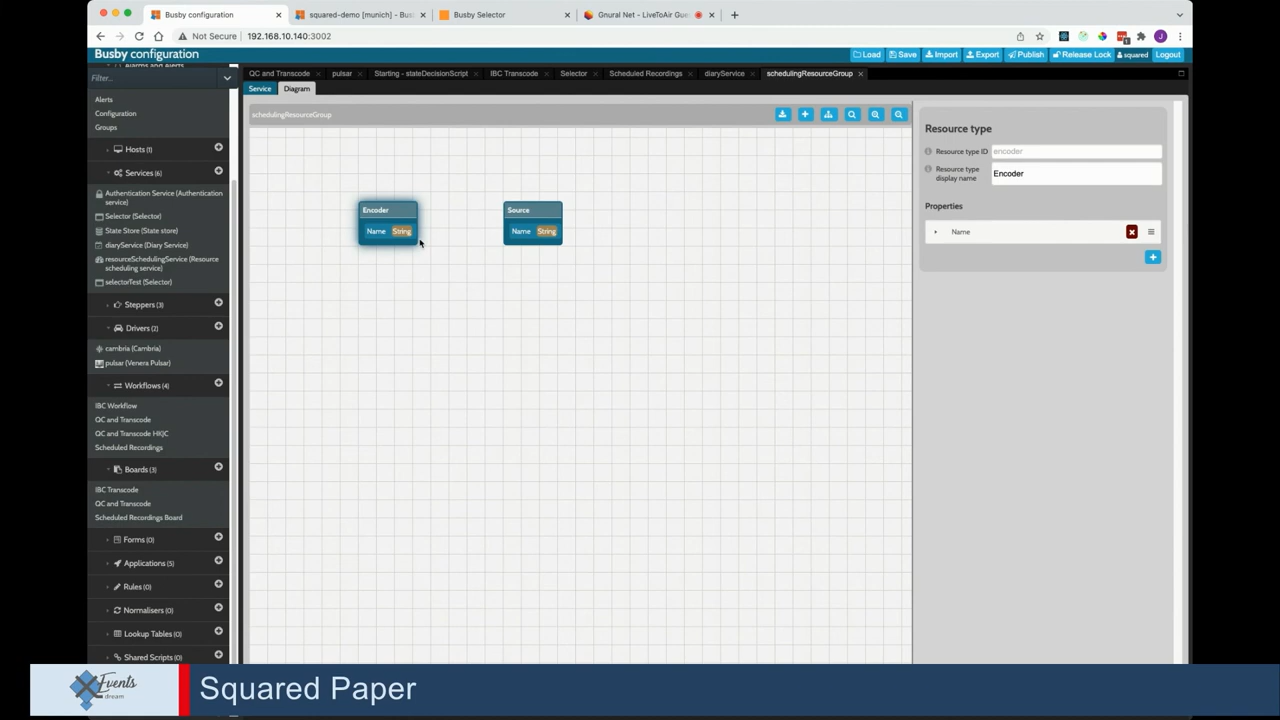 Busby configuration
squared-demo [munich] - Bus
Busby Selector
Gnural Net - LiveToAir Gue
Not Secure
192.168.10.140:3002
J
Busby configuration
Load
Save
Import
Export
Publish
Release Lock
squared
Logout
Alarms and Alerts
Filter...
QC and Transcode
pulsar
Starting - stateDecisionScript
IBC Transcode
Selector
Scheduled Recordings
diaryService
schedulingResourceGroup
Service
Diagram
Alerts
Configuration
Groups
Hosts (1)
Services (6)
Authentication Service (Authentication
service)
Selector (Selector)
State Store (State store)
diaryService (Diary Service)
resourceSchedulingService (Resource
scheduling service)
selectorTest (Selector)
Steppers (3)
Drivers (2)
cambria (Cambria)
pulsar (Venera Pulsar)
Workflows (4)
IBC Workflow
QC and Transcode
QC and Transcode HKJC
Scheduled Recordings
Boards (3)
IBC Transcode
QC and Transcode
Scheduled Recordings Board
Forms (0)
Applications (5)
Rules (0)
Normalisers (0)
Lookup Tables (0)
Shared Scripts (0)
schedulingResourceGroup
Encoder
Name String
Source
Name String
Resource type
Resource type ID encoder
Resource type
display name
Encoder
Properties
Name
Events
dream
Squared Paper